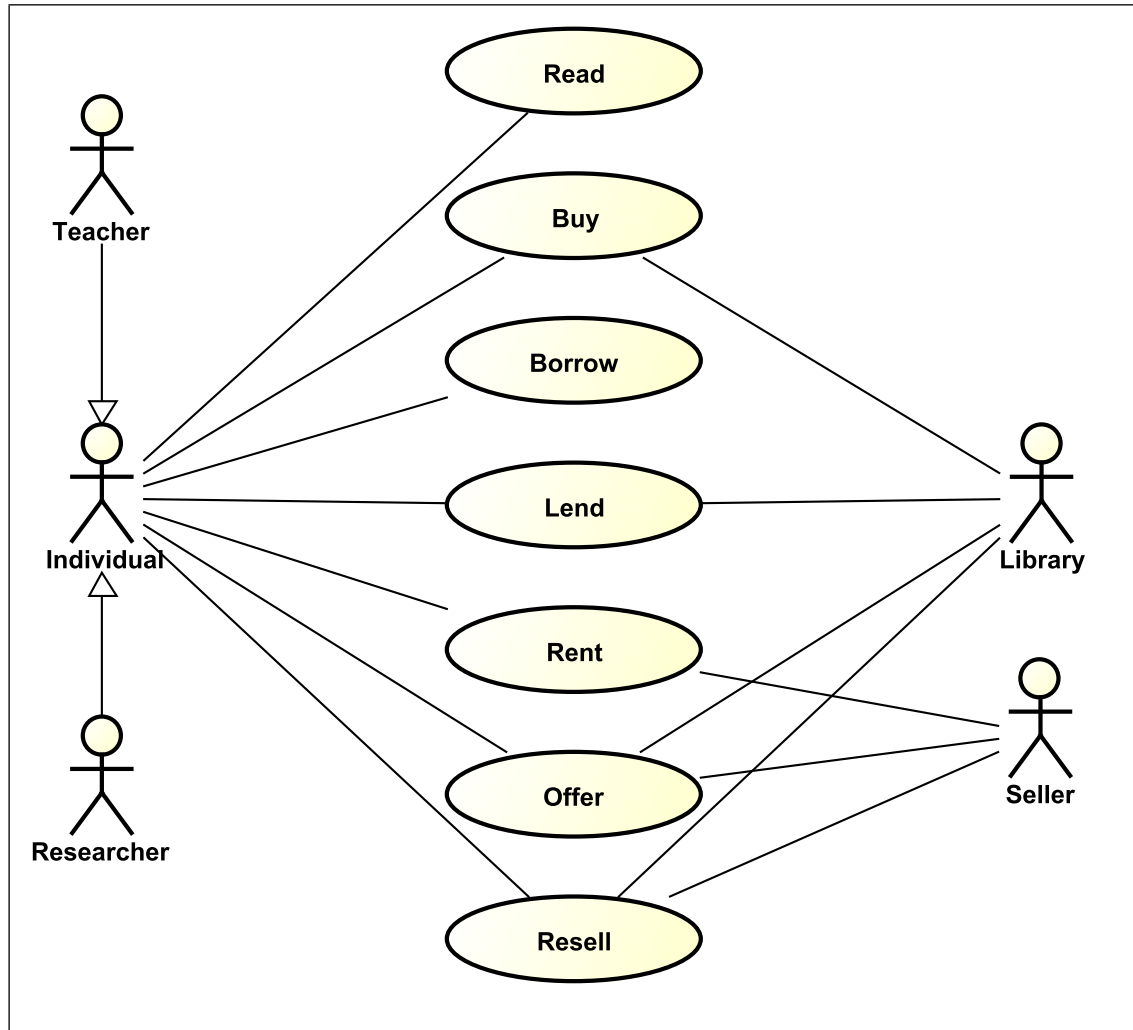 Read
Teacher
Buy
Borrow
Individual
Lend
Library
Rent
Seller
Offer
Researcher
Resell